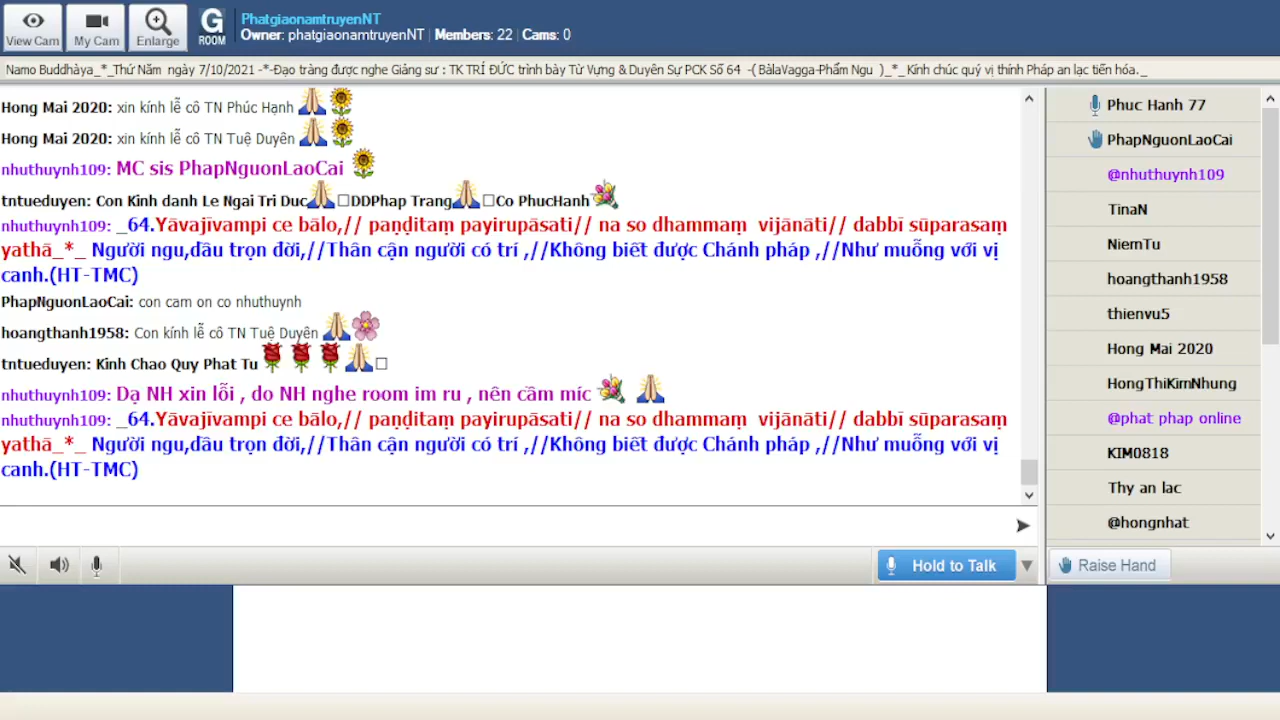 View Cam
My Cam
Enlarge
G
ROOM
PhatgiaonamtruyenNT
Owner: phatgiaonamtruyenNT | Members: 22 | Cams: 0
Namo Buddhàya_*_Thứ Năm ngày 7/10/2021 -*-Đạo tràng được nghe Giảng sư : TK TRÍ ĐỨC trình bày Từ Vựng & Duyên Sự PCK Số 64 -( BàlaVagga-Phẩm Ngu )_*_ Kính chúc quý vị thính Pháp an lạc tiến hóa._
Hong Mai 2020: xin kính lễ cô TN Phúc Hạnh
Hong Mai 2020: xin kính lễ cô TN Tuệ Duyên
nhuthuynh109: MC sis PhapNguonLaoCai
tntueduyen: Con Kinh danh Le Ngai Tri Duc □DDPhap Trang □Co PhucHanh
nhuthuynh109: _64.Yāvajīvampi ce bālo,// paṇḍitaṃ payirupāsati// na so dhammaṃ vijānāti// dabbī sūparasaṃ
yathā_*_ Người ngu,dầu trọn đời,//Thân cận người có trí ,//Không biết được Chánh pháp ,//Như muỗng với vị
canh.(HT-TMC)
PhapNguonLaoCai: con cam on co nhuthuynh
hoangthanh1958: Con kính lễ cô TN Tuệ Duyên
tntueduyen: Kinh Chao Quy Phat Tu □
nhuthuynh109: Dạ NH xin lỗi , do NH nghe room im ru , nên cầm míc
nhuthuynh109: _64.Yāvajīvampi ce bālo,// paṇḍitaṃ payirupāsati// na so dhammaṃ vijānāti// dabbī sūparasaṃ
yathā_*_ Người ngu,dầu trọn đời,//Thân cận người có trí ,//Không biết được Chánh pháp ,//Như muỗng với vị
canh.(HT-TMC)
Hold to Talk
Phuc Hanh 77
PhapNguonLaoCai
@nhuthuynh109
TinaN
NiemTu
hoangthanh1958
thienvu5
Hong Mai 2020
HongThiKimNhung
@phat phap online
KIM0818
Thy an lac
@hongnhat
Raise Hand